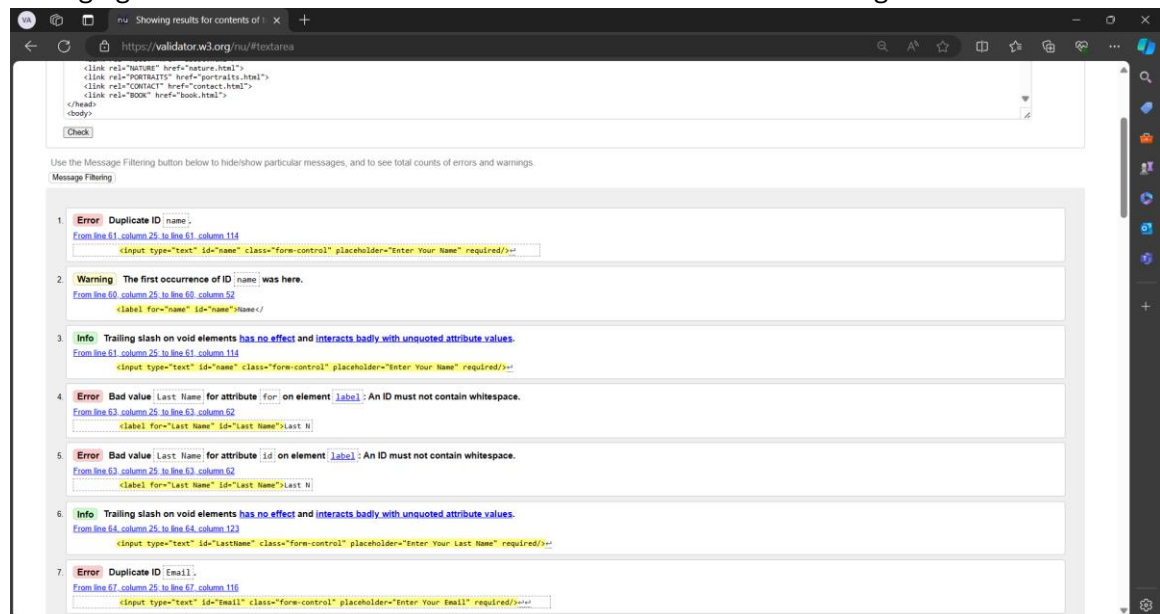 VA
nu Showing results for contents of t
https://validator.w3.org/nu/#textarea
<link rel="NATURE" href="nature.html">
<link rel="PORTRAITS" href="portraits.html">
<link rel="CONTACT" href="contact.html">
<link rel="BOOK" href="book.html">
</head>
<body>
Check
Use the Message Filtering button below to hide/show particular messages, and to see total counts of errors and warnings.
Message Filtering
1. Error Duplicate ID name.
From line 61, column 25; to line 61, column 114
<input type="text" id="name" class="form-control" placeholder="Enter Your Name" required/>↩
2. Warning The first occurrence of ID name was here.
From line 60, column 25; to line 60, column 52
<label for="name" id="name">Name</
3. Info Trailing slash on void elements has no effect and interacts badly with unquoted attribute values.
From line 61, column 25; to line 61, column 114
<input type="text" id="name" class="form-control" placeholder="Enter Your Name" required/>↩
4. Error Bad value Last Name for attribute for on element label: An ID must not contain whitespace.
From line 63, column 25; to line 63, column 62
<label for="Last Name" id="Last Name">Last N
5. Error Bad value Last Name for attribute id on element label: An ID must not contain whitespace.
From line 63, column 25; to line 63, column 62
<label for="Last Name" id="Last Name">Last N
6. Info Trailing slash on void elements has no effect and interacts badly with unquoted attribute values.
From line 64, column 25; to line 64, column 123
<input type="text" id="LastName" class="form-control" placeholder="Enter Your Last Name" required/>↩
7. Error Duplicate ID Email.
From line 67, column 25; to line 67, column 116
<input type="text" id="Email" class="form-control" placeholder="Enter Your Email" required/>↩↩